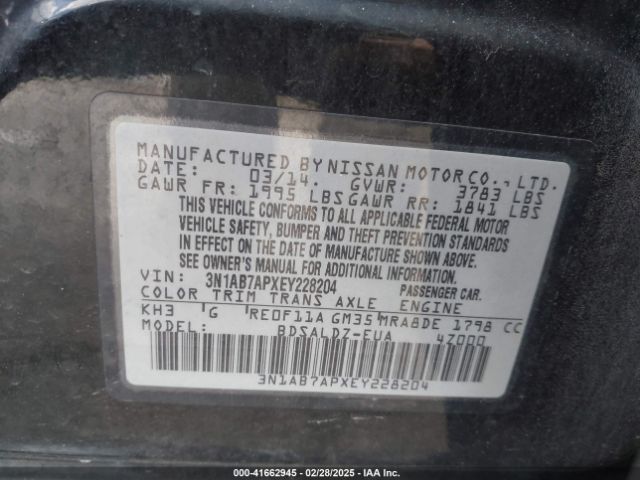 MANUFACTURED BY NISSAN MOTOR CO., LTD.
DATE: 03/14. GVWR: 3783 LBS
GAWR FR: 1995 LBS GAWR RR: 1841 LBS
THIS VEHICLE CONFORMS TO ALL APPLICABLE FEDERAL MOTOR
VEHICLE SAFETY, BUMPER AND THEFT PREVENTION STANDARDS
IN EFFECT ON THE DATE OF MANUFACTURE SHOWN ABOVE.
SEE OWNER'S MANUAL FOR ADDITIONAL INFORMATION.
VIN: 3N1AB7APXEY228204 PASSENGER CAR.
COLOR TRIM TRANS AXLE ENGINE
KH3 G RE0F11A GM35 MRA8DE 1798 CC
MODEL: BDSALDZ-EUA 4Z000
3N1AB7APXEY228204
000-41662945 - 02/28/2025 - IAA Inc.